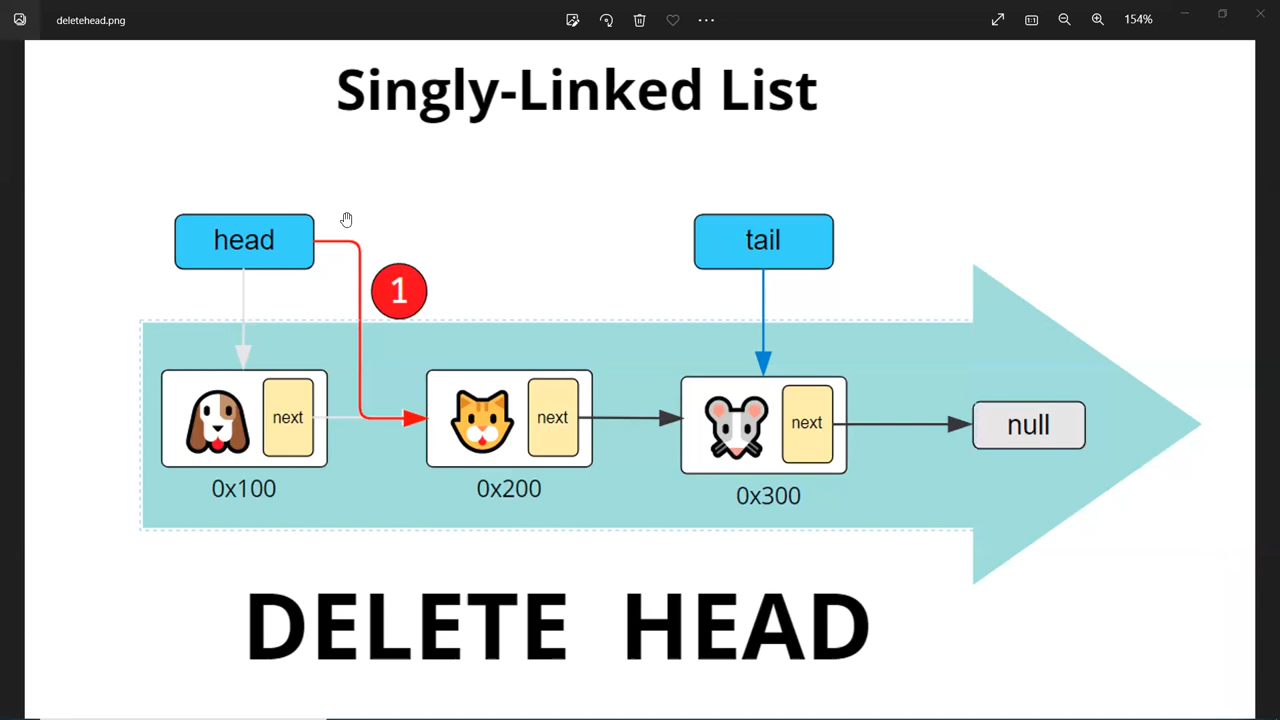 deletehead.png
154%
Singly-Linked List
head
tail
1
next
next
next
null
0x100
0x200
0x300
DELETE HEAD